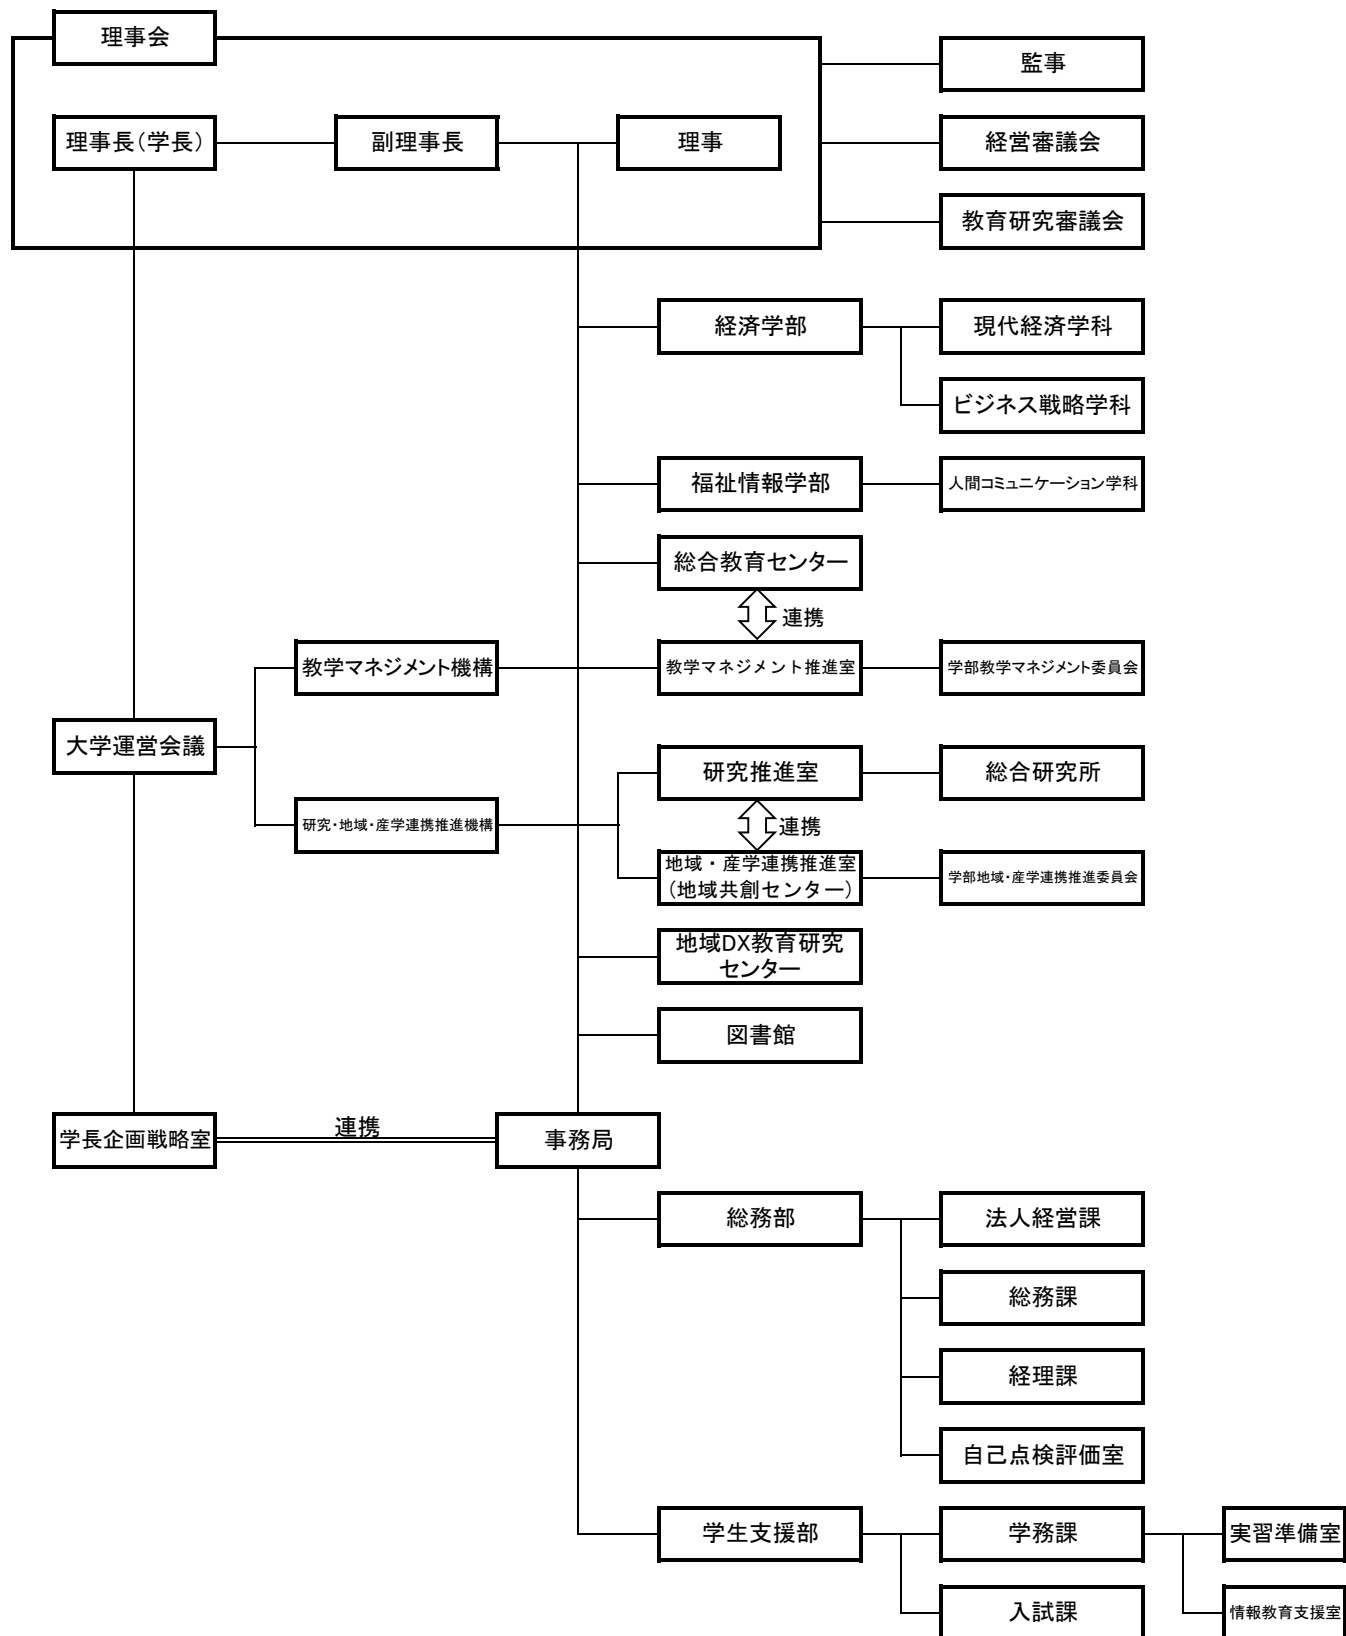 理事会
監事
理事長(学長)
副理事長
理事
経営審議会
教育研究審議会
経済学部
現代経済学科
ビジネス戦略学科
福祉情報学部
人間コミュニケーション学科
総合教育センター
連携
教学マネジメント機構
教学マネジメント推進室
学部教学マネジメント委員会
大学運営会議
研究推進室
総合研究所
研究・地域・産学連携推進機構
連携
地域・産学連携推進室
(地域共創センター)
学部地域・産学連携推進委員会
地域DX教育研究
センター
図書館
学長企画戦略室
連携
事務局
総務部
法人経営課
総務課
経理課
自己点検評価室
学生支援部
学務課
実習準備室
入試課
情報教育支援室